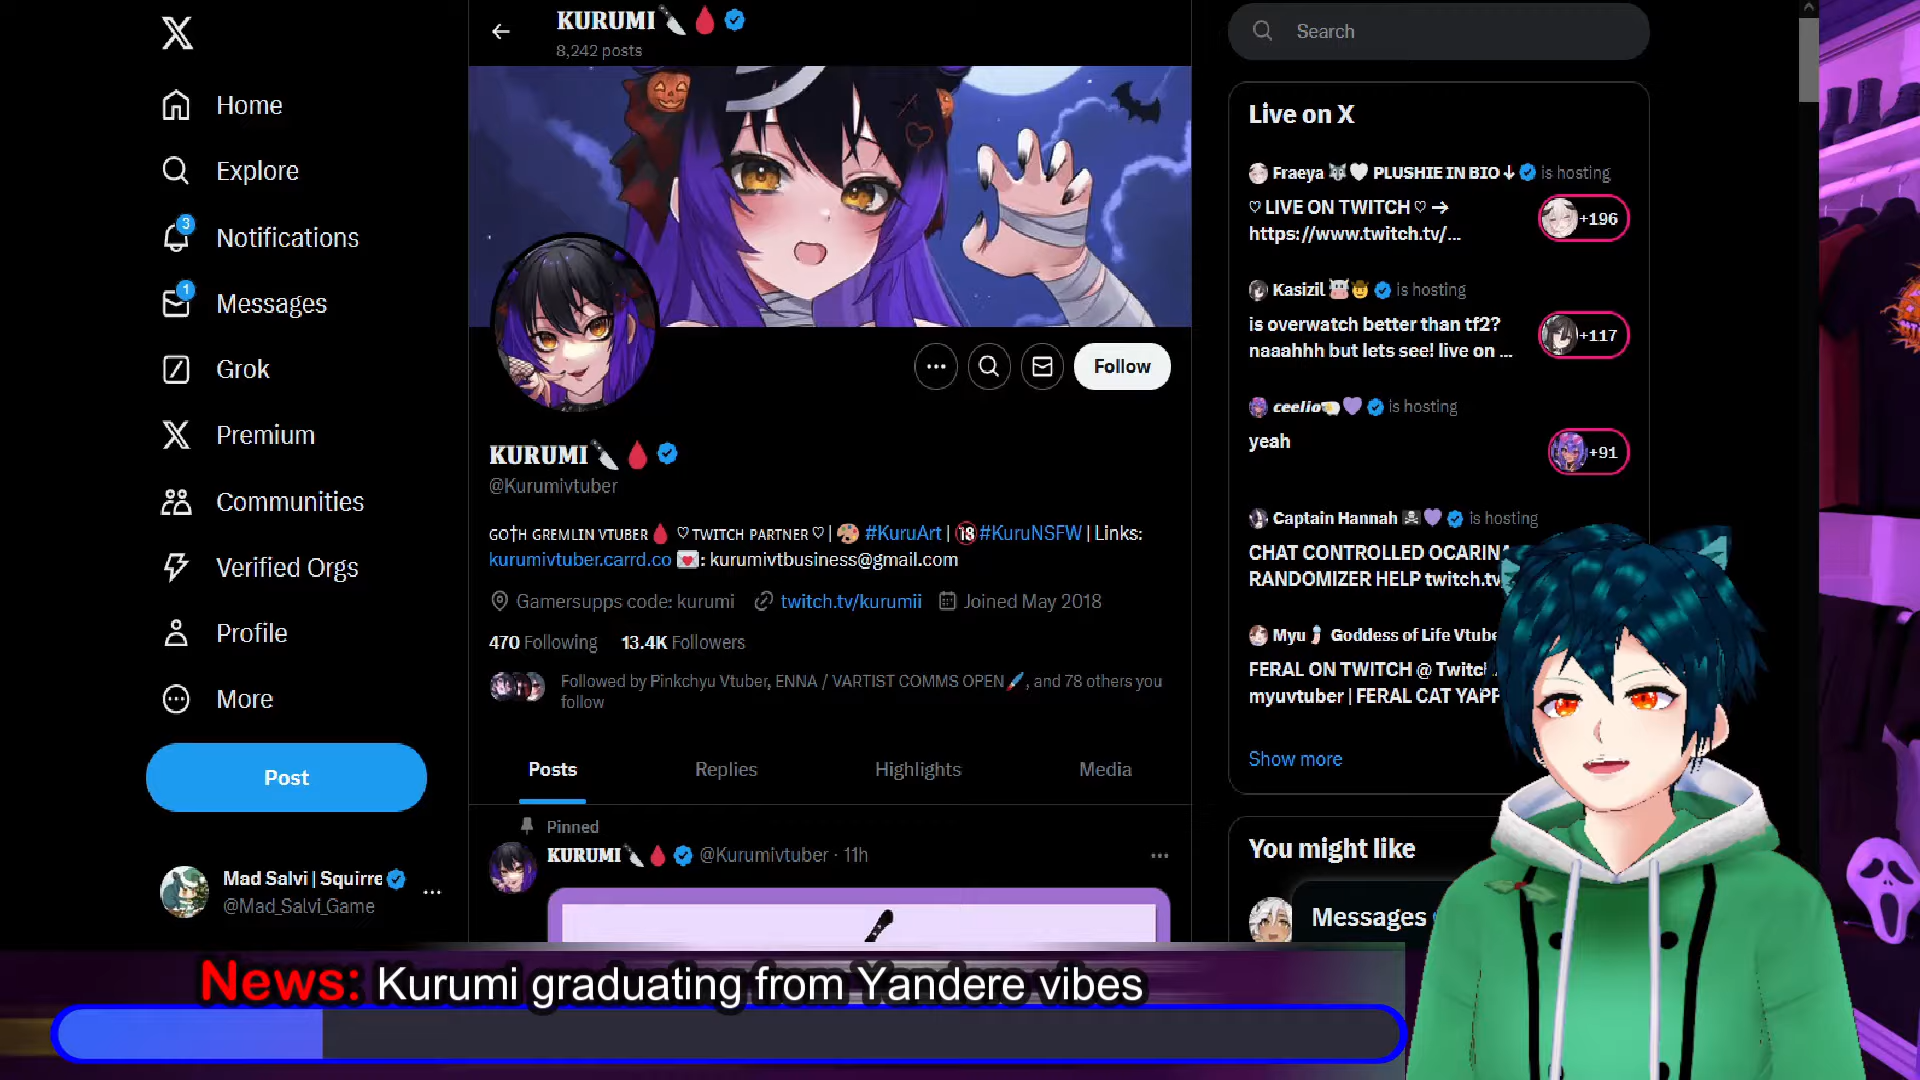 Home
Explore
3
Notifications
1
Messages
Grok
Premium
Communities
Verified Orgs
Profile
More
Post
Mad Salvi | Squirre
@Mad_Salvi_Game
KURUMI🔪🩸
8,242 posts
Follow
KURUMI🔪🩸
@Kurumivtuber
GO†H GREMLIN VTUBER🩸 ♡TWITCH PARTNER♡ | 🎨 #KuruArt | 🔞#KuruNSFW | Links:
kurumivtuber.carrd.co 💌: kurumivtbusiness@gmail.com
Gamersupps code: kurumi twitch.tv/kurumii Joined May 2018
470 Following 13.4K Followers
Followed by Pinkchyu Vtuber, ENNA / VARTIST COMMS OPEN🖌️, and 78 others you
follow
Posts Replies Highlights Media
Pinned
KURUMI🔪🩸 @Kurumivtuber · 11h
Search
Live on X
Fraeya 🐺🤍 PLUSHIE IN BIO↓ is hosting
♡ LIVE ON TWITCH ♡ →
https://www.twitch.tv/...
+196
Kasizil 🐮🤠 is hosting
is overwatch better than tf2?
naaahhh but lets see! live on ...
+117
ceelio🍮💜 is hosting
yeah
+91
Captain Hannah ☠💜 is hosting
CHAT CONTROLLED OCARINA
RANDOMIZER HELP twitch.tv
Myu🧦 Goddess of Life Vtube
FERAL ON TWITCH @ Twitc
myuvtuber | FERAL CAT YAPP
Show more
You might like
Messages
News: Kurumi graduating from Yandere vibes